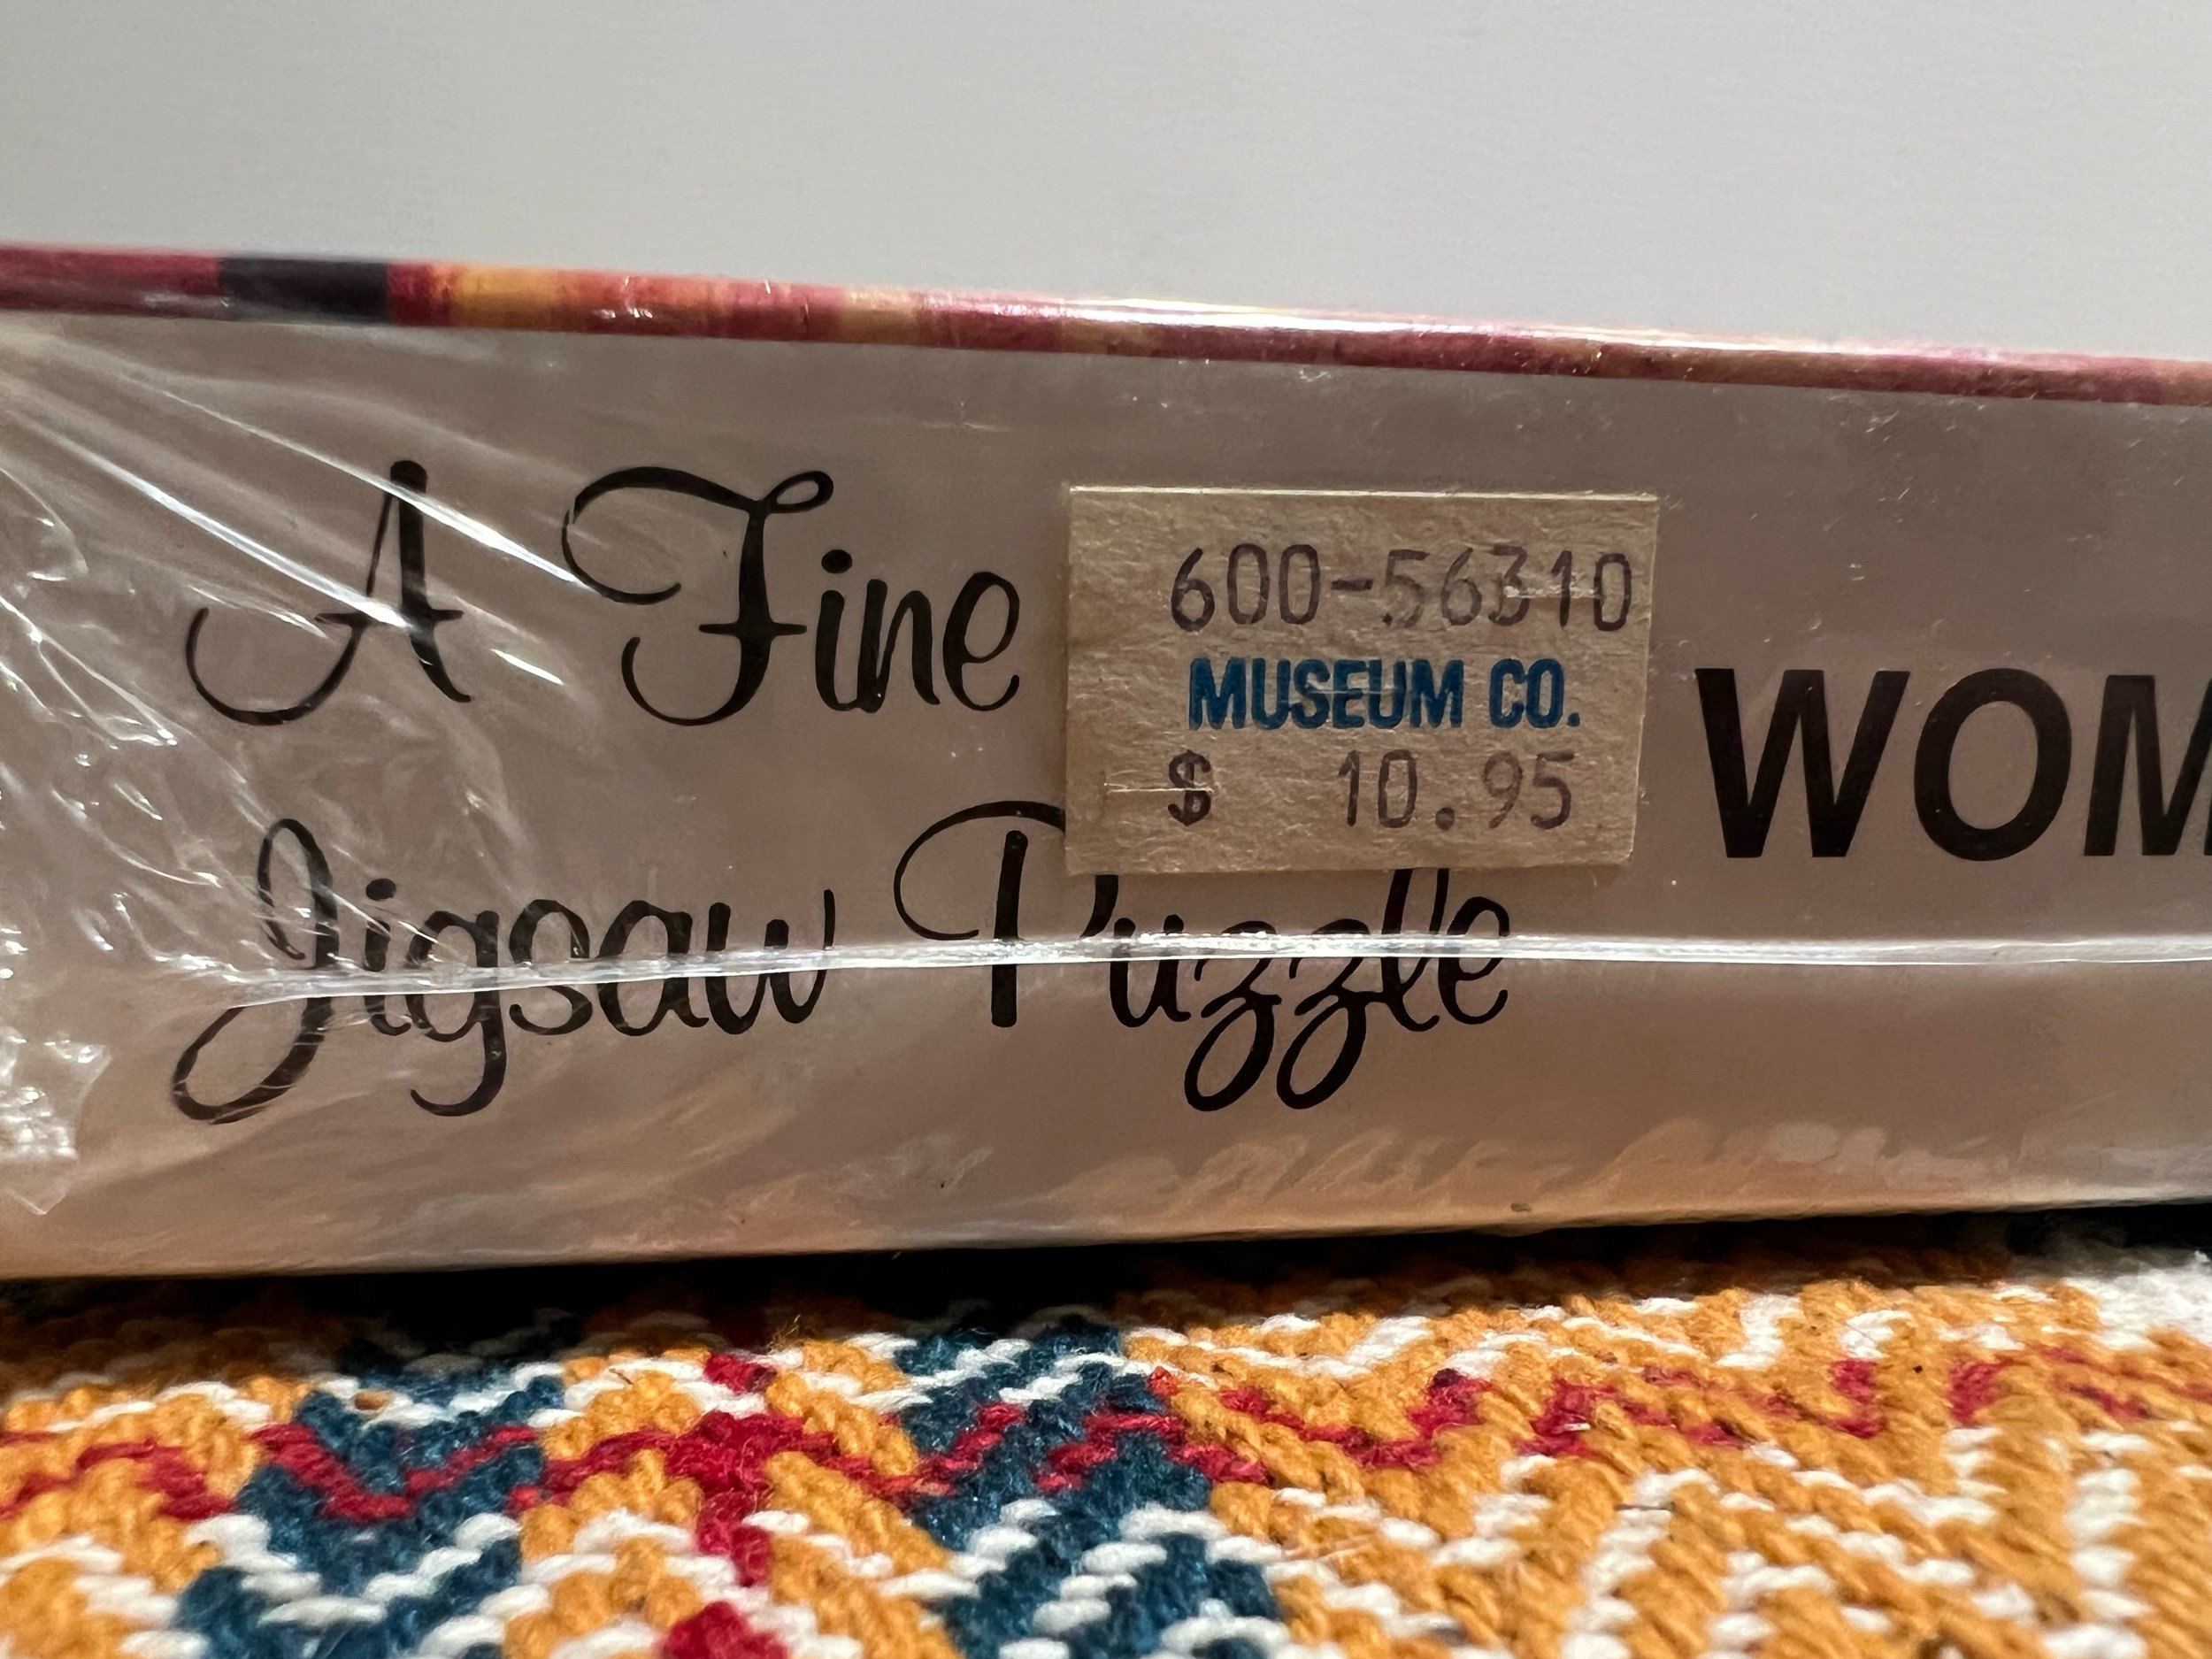 A Fine
Jigsaw Puzzle
600-56310
MUSEUM CO.
$ 10.95
WOM